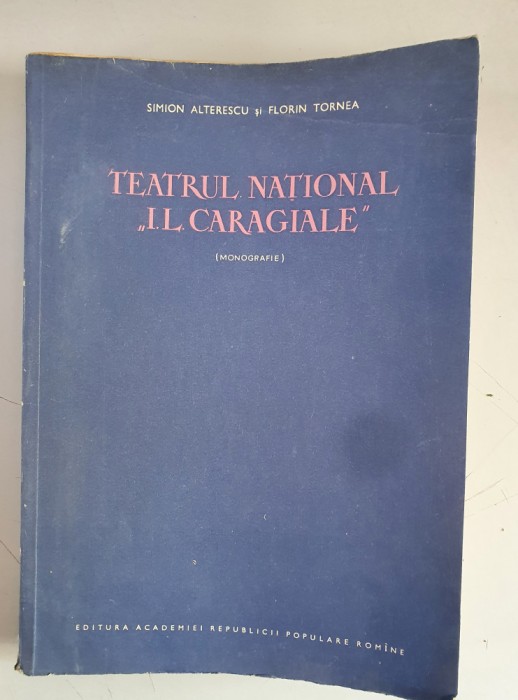 SIMION ALTERESCU și FLORIN TORNEA
TEATRUL NAȚIONAL
„I.L. CARAGIALE”
(MONOGRAFIE)
EDITURA ACADEMIEI REPUBLICII POPULARE ROMÎNE